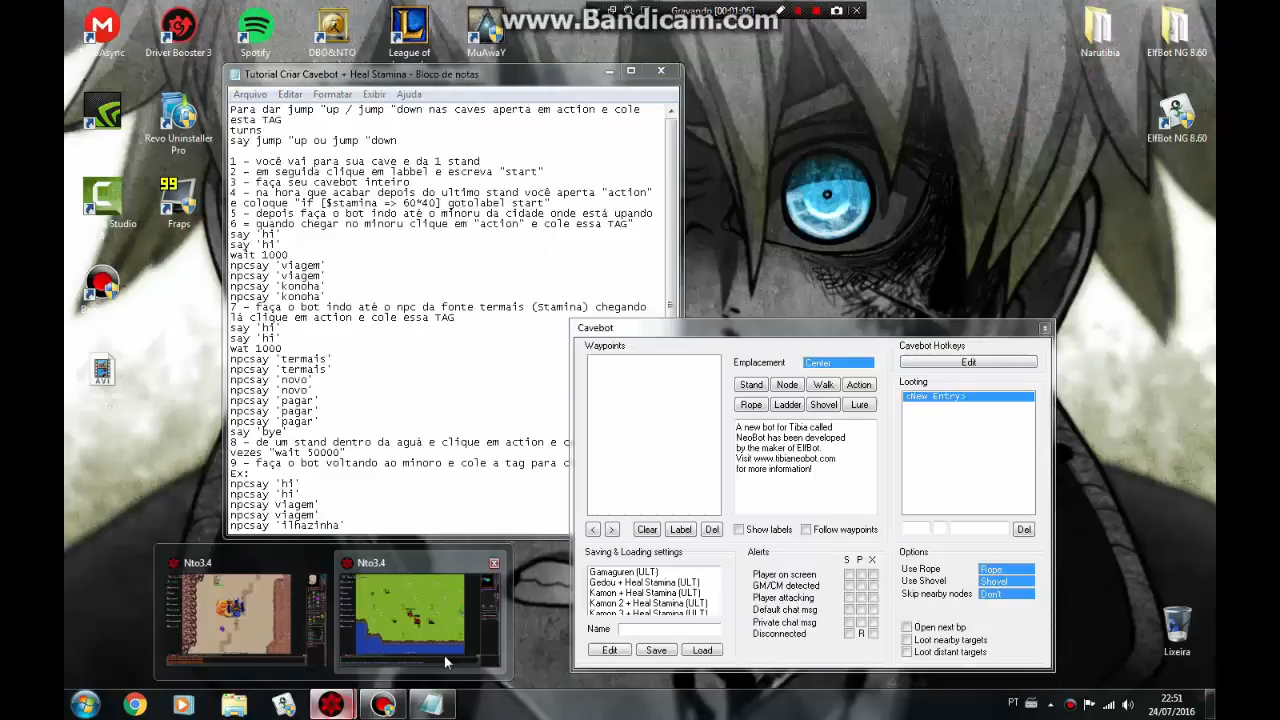 www.Bandicam.com
Gravando [00:01:06]
Driver Booster 3
Spotify
DBO&NTO
League of
MuAwaY
Narutibia
ElfBot NG 8.60
Revo Uninstaller
Pro
ElfBot NG 8.60
Studio
99
Fraps
AVI
Lixeira
Tutorial Criar Cavebot + Heal Stamina - Bloco de notas
Arquivo Editar Formatar Exibir Ajuda
Para dar jump "up / jump "down nas caves aperta em action e cole
esta TAG
turns
say jump "up ou jump "down
1 - você vai para sua cave e da 1 stand
2 - em seguida clique em labbel e escreva "start"
3 - faça seu cavebot inteiro
4 - na hora que acabar depois do ultimo stand você aperta "action"
e coloque "if [$stamina => 60*40] gotolabel start"
5 - depois faça o bot indo até o minoru da cidade onde está upando
6 = quando chegar no minoru clique em "action" e cole essa TAG"
say 'hi'
say 'hi'
wait 1000
npcsay 'viagem'
npcsay 'viagem'
npcsay 'konoha'
npcsay 'konoha'
7 - faça o bot indo até o npc da fonte termais (Stamina) chegando
lá clique em action e cole essa TAG
say 'hi'
say 'hi'
wat 1000
npcsay 'termais'
npcsay 'termais'
npcsay 'novo'
npcsay 'novo'
npcsay 'pagar'
npcsay 'pagar'
npcsay 'pagar'
say 'bye'
8 - de um stand dentro da aguá e clique em action e co
vezes "wait 50000"
9 - faça o bot voltando ao minoro e cole a tag para c
Ex:
npcsay 'hi'
npcsay 'hi'
npcsay viagem'
npcsay viagem'
npcsay 'ilhazinha'
Cavebot
Waypoints
Emplacement Center
Stand Node Walk Action
Rope Ladder Shovel Lure
A new bot for Tibia called
NeoBot has been developed
by the maker of ElfBot.
Visit www.tibianeobot.com
for more information!
< > Clear Label Del Show labels Follow waypoints
Cavebot Hotkeys
Edit
Looting
<New Entry>
Del
Saving & Loading settings
Gamaguren (ULT)
Gedou + Heal Stamina (ULT)
Kamon + Heal Stamina (ULT)
Kamon 2 + Heal Stamina (ULT)
Kamon 3 + Heal Stamina (ULT)
Name
Edit Save Load
Alerts
S P X
Player on screen
GM/CM detected
Player attacking
Default chat msg
Private chat msg
Disconnected R
Options
Use Rope Rope
Use Shovel Shovel
Skip nearby nodes Don't
Open next bp
Loot nearby targets
Loot distant targets
Nto3.4
Nto3.4
PT
22:51
24/07/2016